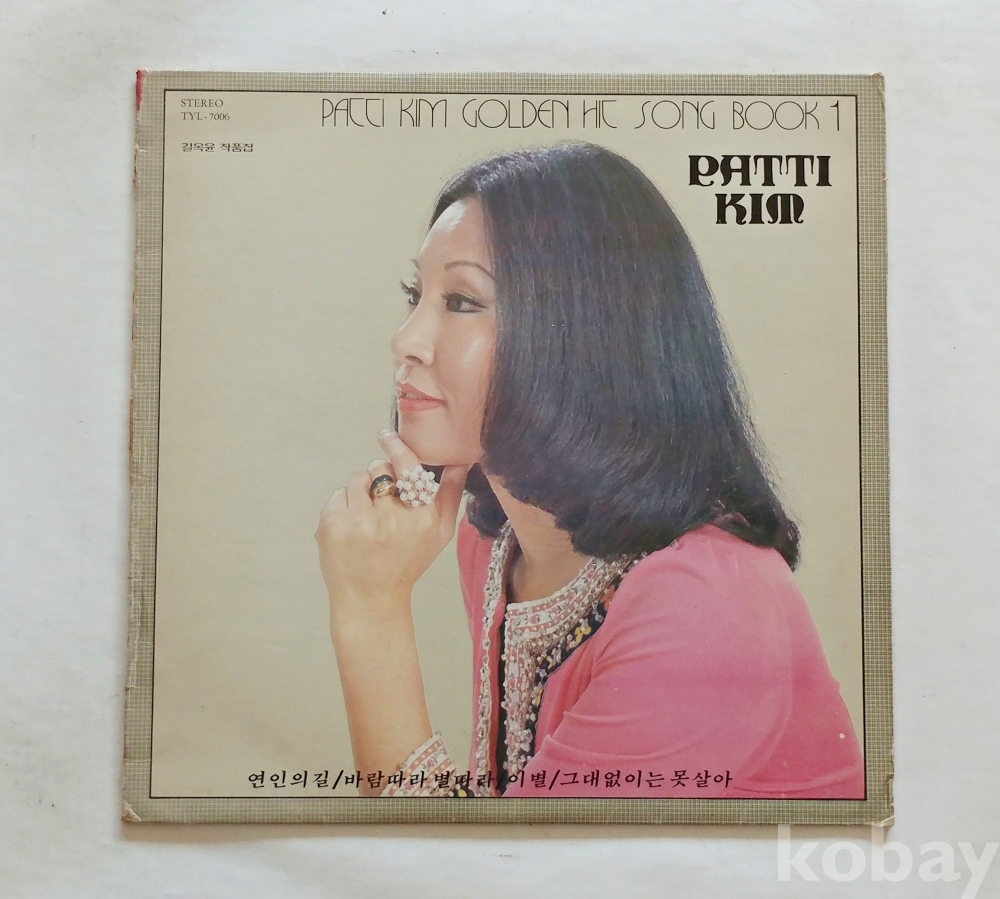 STEREO
TYL-7006
PATTI KIM GOLDEN HIT SONG BOOK 1
길옥윤 작품집
PATTI
KIM
연인의길/바람따라 별따라/이별/그대없이는 못살아
kobay